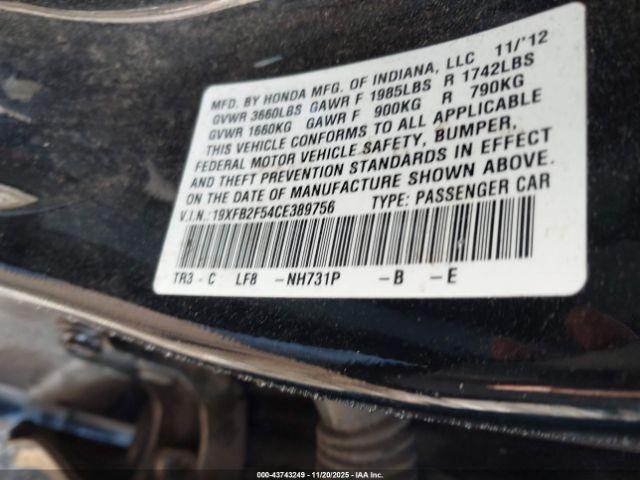 MFD. BY HONDA MFG. OF INDIANA, LLC 11/'12
GVWR 3660LBS GAWR F 1985LBS R 1742LBS
GVWR 1660KG GAWR F 900KG R 790KG
THIS VEHICLE CONFORMS TO ALL APPLICABLE
FEDERAL MOTOR VEHICLE SAFETY, BUMPER,
AND THEFT PREVENTION STANDARDS IN EFFECT
ON THE DATE OF MANUFACTURE SHOWN ABOVE.
V.I.N.:19XFB2F54CE389756 TYPE: PASSENGER CAR
TR3 - C LF8 -NH731P -B -E
000-43743249 - 11/20/2025 - IAA Inc.